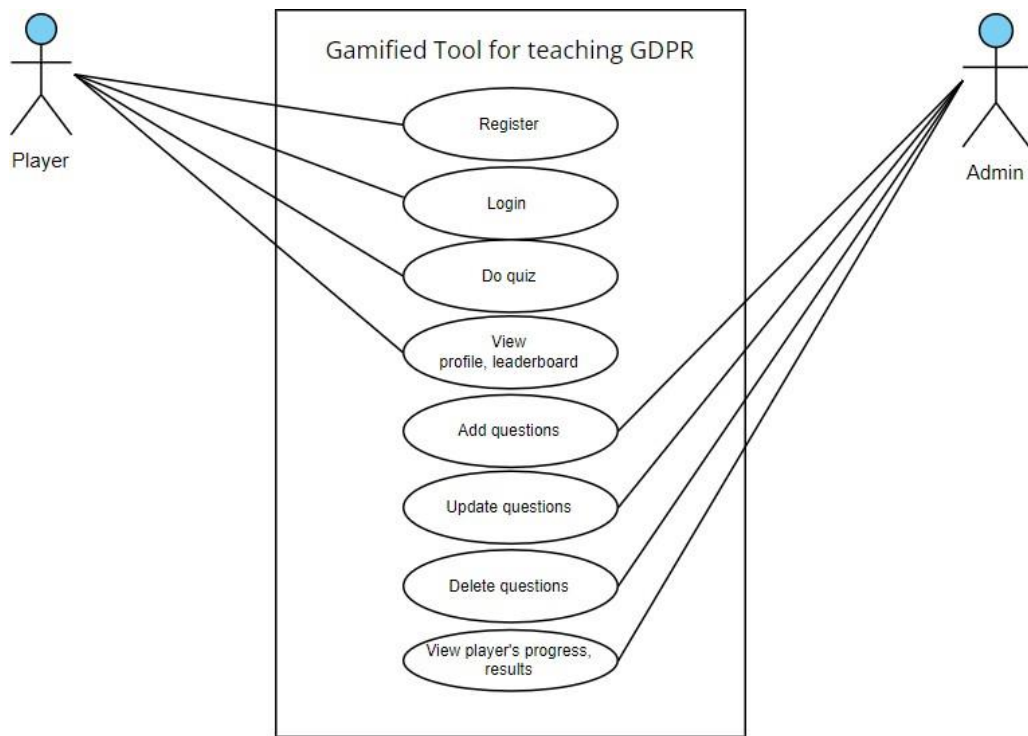 Gamified Tool for teaching GDPR
Player
Admin
Register
Login
Do quiz
View
profile, leaderboard
Add questions
Update questions
Delete questions
View player's progress,
results